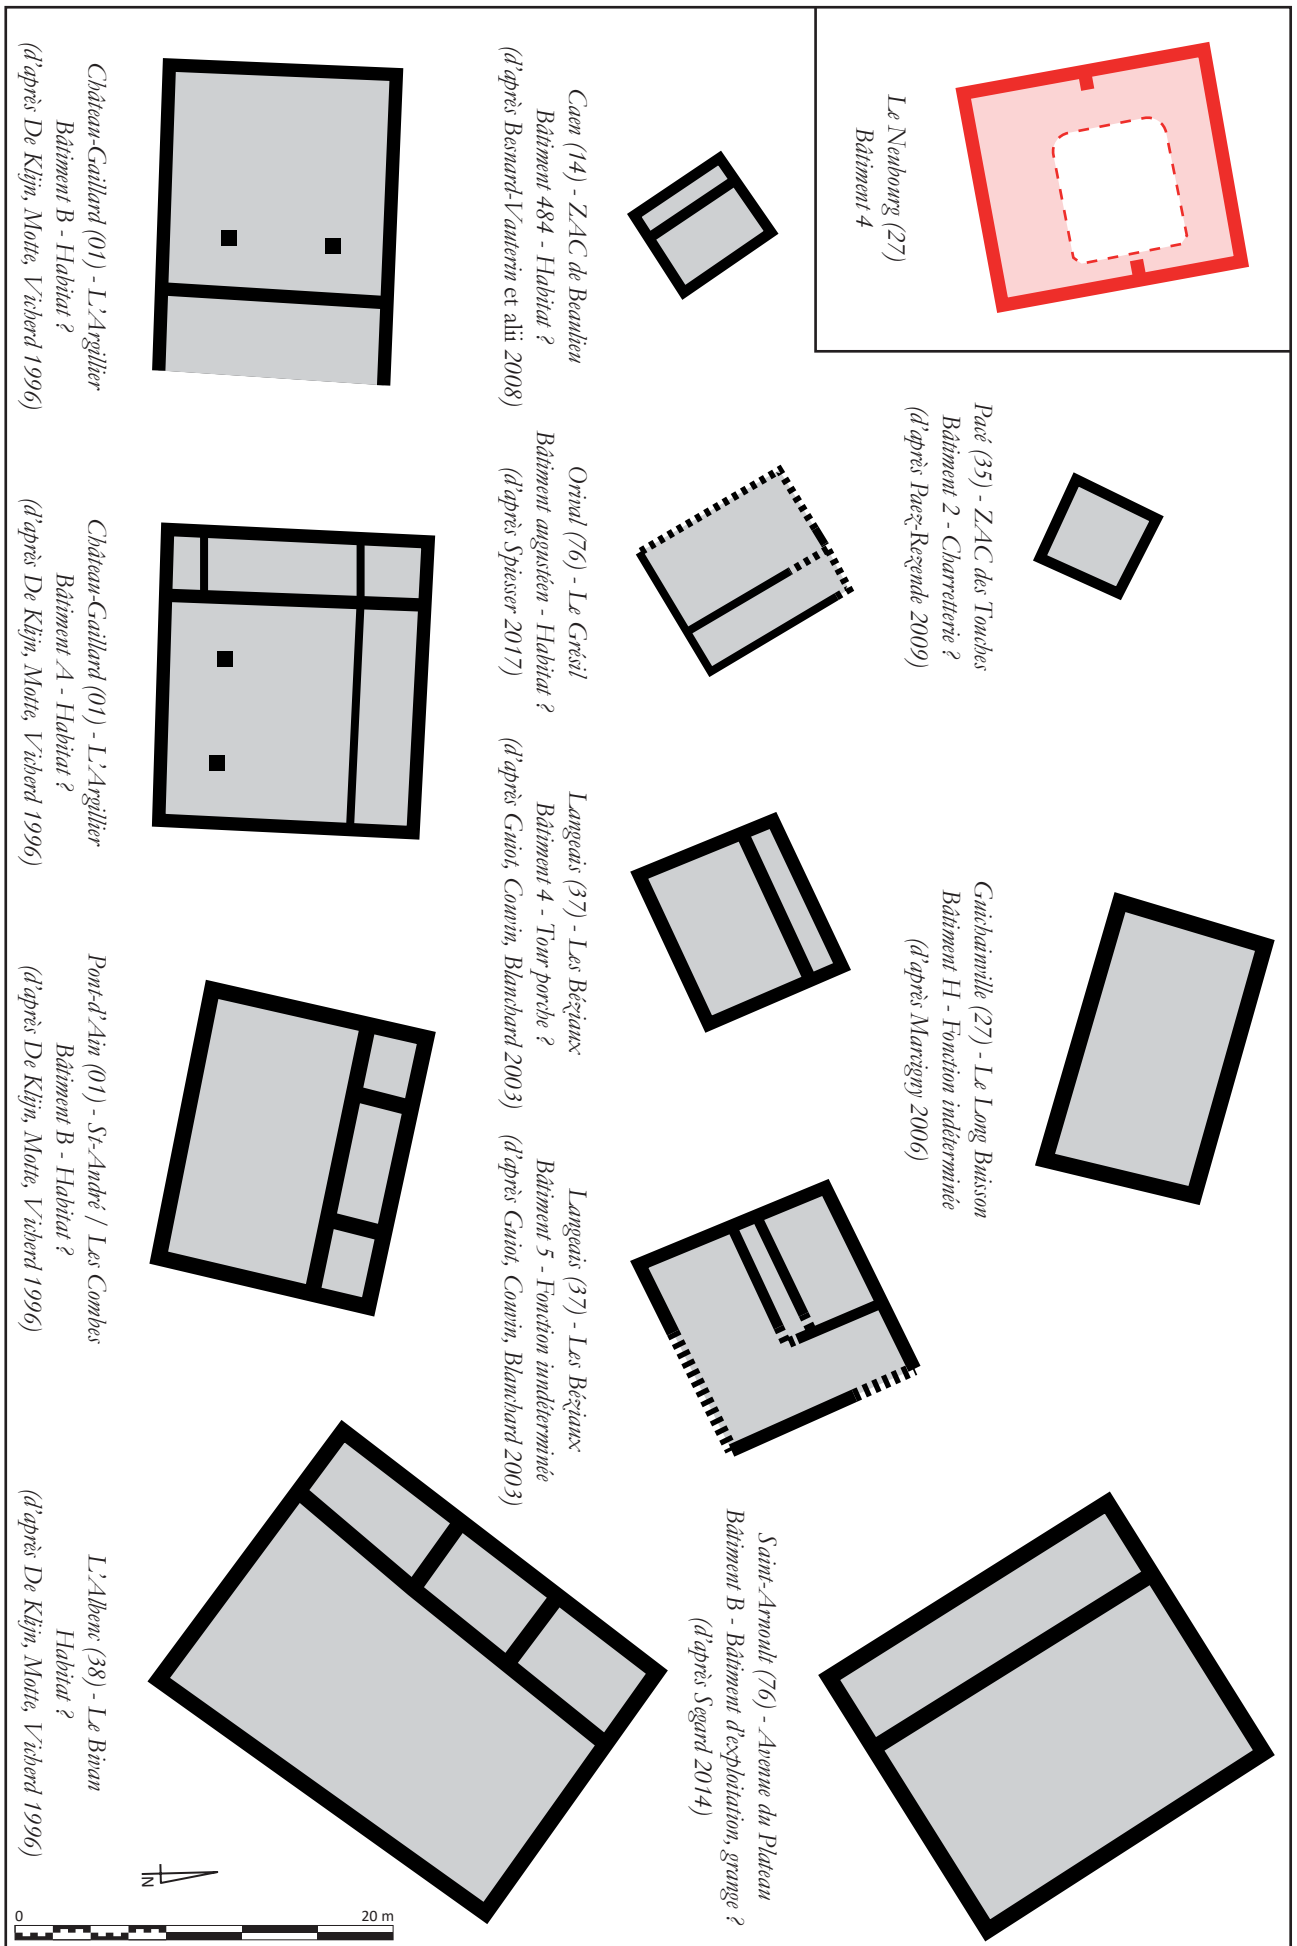 Le Neubourg (27)
Bâtiment 4
Pacé (35) - ZAC des Touches
Bâtiment 2 - Charretterie ?
(d'après Paez-Rezende 2009)
Guichainville (27) - Le Long Buisson
Bâtiment H - Fonction indéterminée
(d'après Marcigny 2006)
Saint-Arnoult (76) - Avenue du Plateau
Bâtiment B - Bâtiment d'exploitation, grange ?
(d'après Segard 2014)
Caen (14) - ZAC de Beaulieu
Bâtiment 484 - Habitat ?
(d'après Besnard-Vauterin et alii 2008)
Orival (76) - Le Grésil
Bâtiment augustéen - Habitat ?
(d'après Spiesser 2017)
Langeais (37) - Les Béziaux
Bâtiment 4 - Tour porche ?
(d'après Guiot, Couvin, Blanchard 2003)
Langeais (37) - Les Béziaux
Bâtiment 5 - Fonction iundéterminée
(d'après Guiot, Couvin, Blanchard 2003)
Château-Gaillard (01) - L'Argillier
Bâtiment B - Habitat ?
(d'après De Klijn, Motte, Vicherd 1996)
Château-Gaillard (01) - L'Argillier
Bâtiment A - Habitat ?
(d'après De Klijn, Motte, Vicherd 1996)
Pont-d'Ain (01) - St-André / Les Combes
Bâtiment B - Habitat ?
(d'après De Klijn, Motte, Vicherd 1996)
L'Albenc (38) - Le Bivan
Habitat ?
(d'après De Klijn, Motte, Vicherd 1996)
N
0 20 m